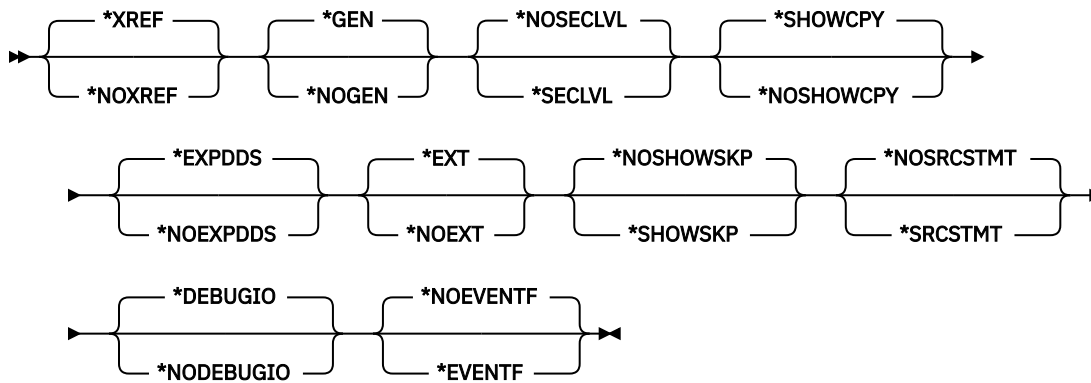 *XREF *GEN *NOSECLVL *SHOWCPY
*NOXREF *NOGEN *SECLVL *NOSHOWCPY
*EXPDDS *EXT *NOSHOWSKP *NOSRCSTMT
*NOEXPDDS *NOEXT *SHOWSKP *SRCSTMT
*DEBUGIO *NOEVENTF
*NODEBUGIO *EVENTF